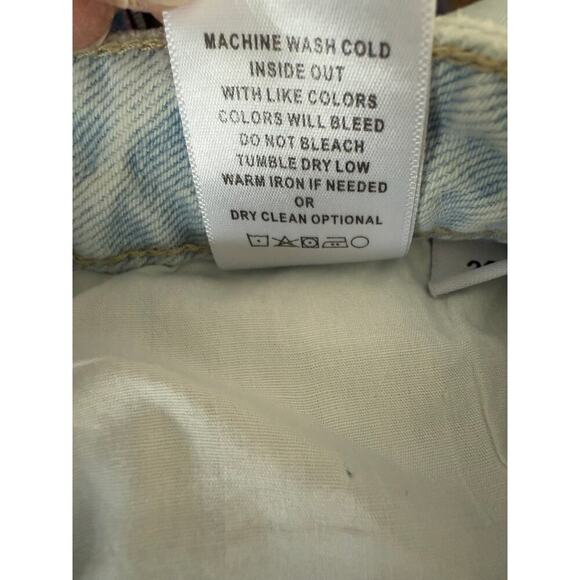 MACHINE WASH COLD
INSIDE OUT
WITH LIKE COLORS
COLORS WILL BLEED
DO NOT BLEACH
TUMBLE DRY LOW
WARM IRON IF NEEDED
OR
DRY CLEAN OPTIONAL